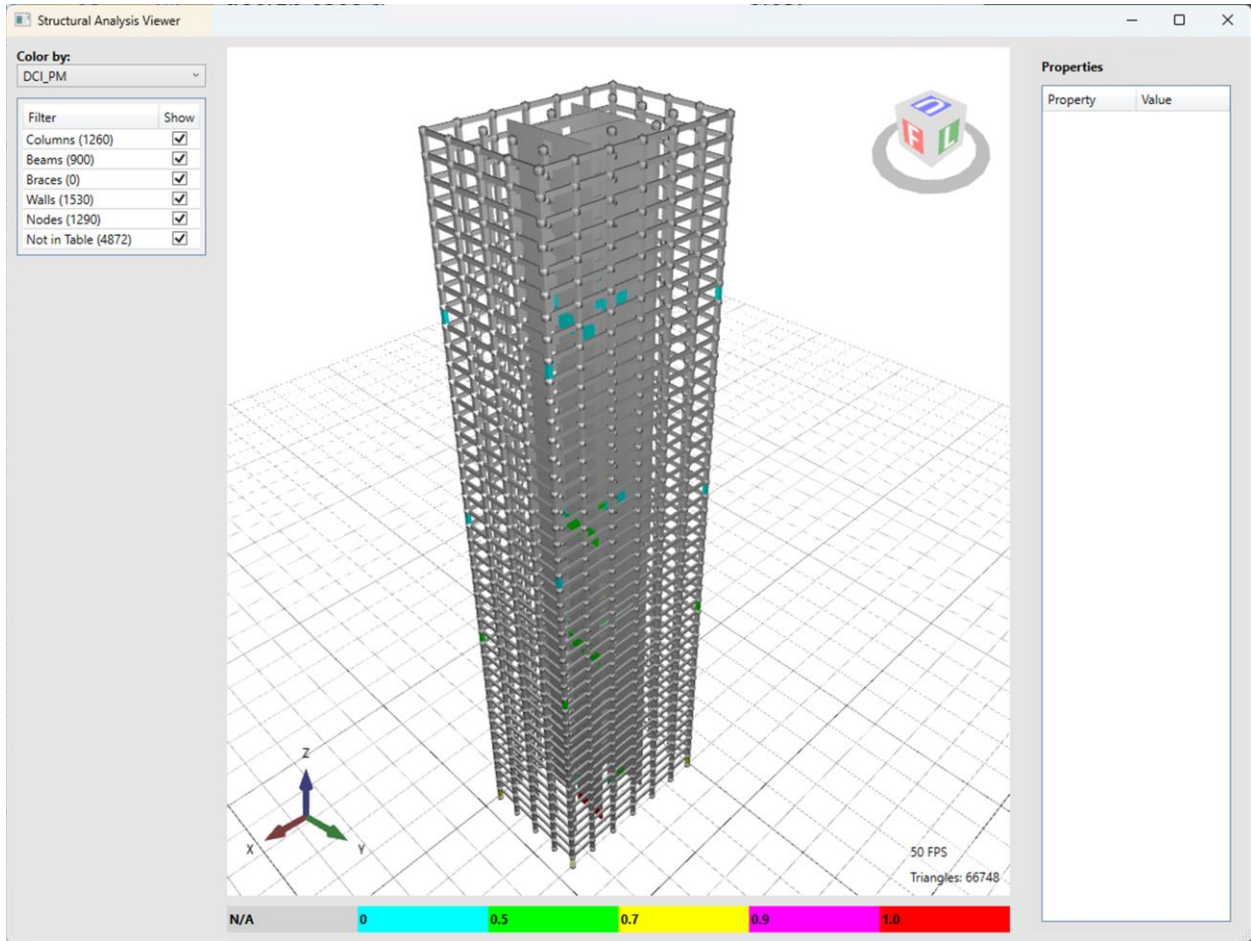 Structural Analysis Viewer
Color by:
DCI_PM
Filter Show
Columns (1260)
Beams (900)
Braces (0)
Walls (1530)
Nodes (1290)
Not in Table (4872)
Properties
Property Value
F L
Z
X Y
50 FPS
Triangles: 66748
N/A 0 0.5 0.7 0.9 1.0